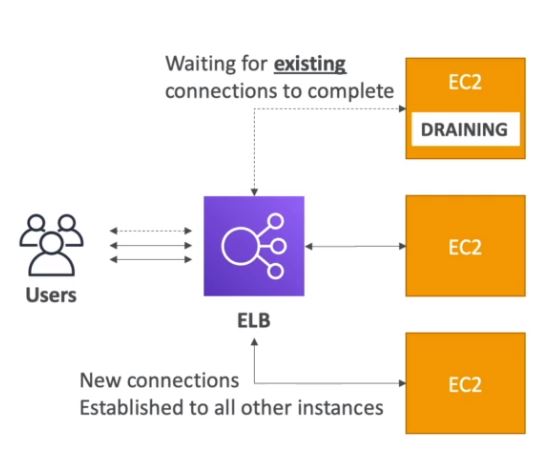 Waiting for existing
connections to complete
EC2
DRAINING
EC2
Users
ELB
New connections
Established to all other instances
EC2